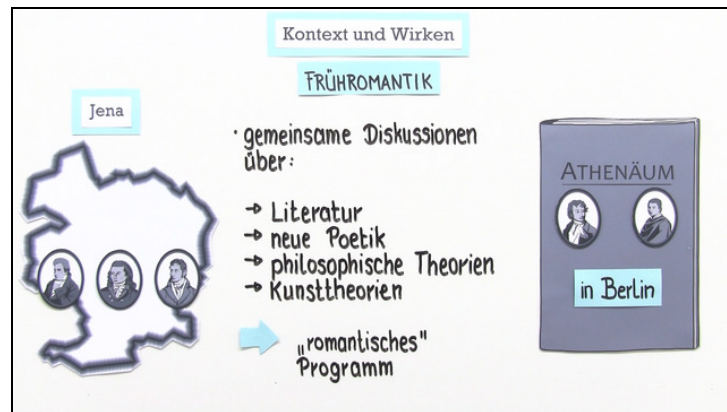 Kontext und Wirken
FRÜHROMANTIK
Jena
· gemeinsame Diskussionen
über:
→ Literatur
→ neue Poetik
→ philosophische Theorien
→ Kunsttheorien
„romantisches"
Programm
ATHENÄUM
in Berlin